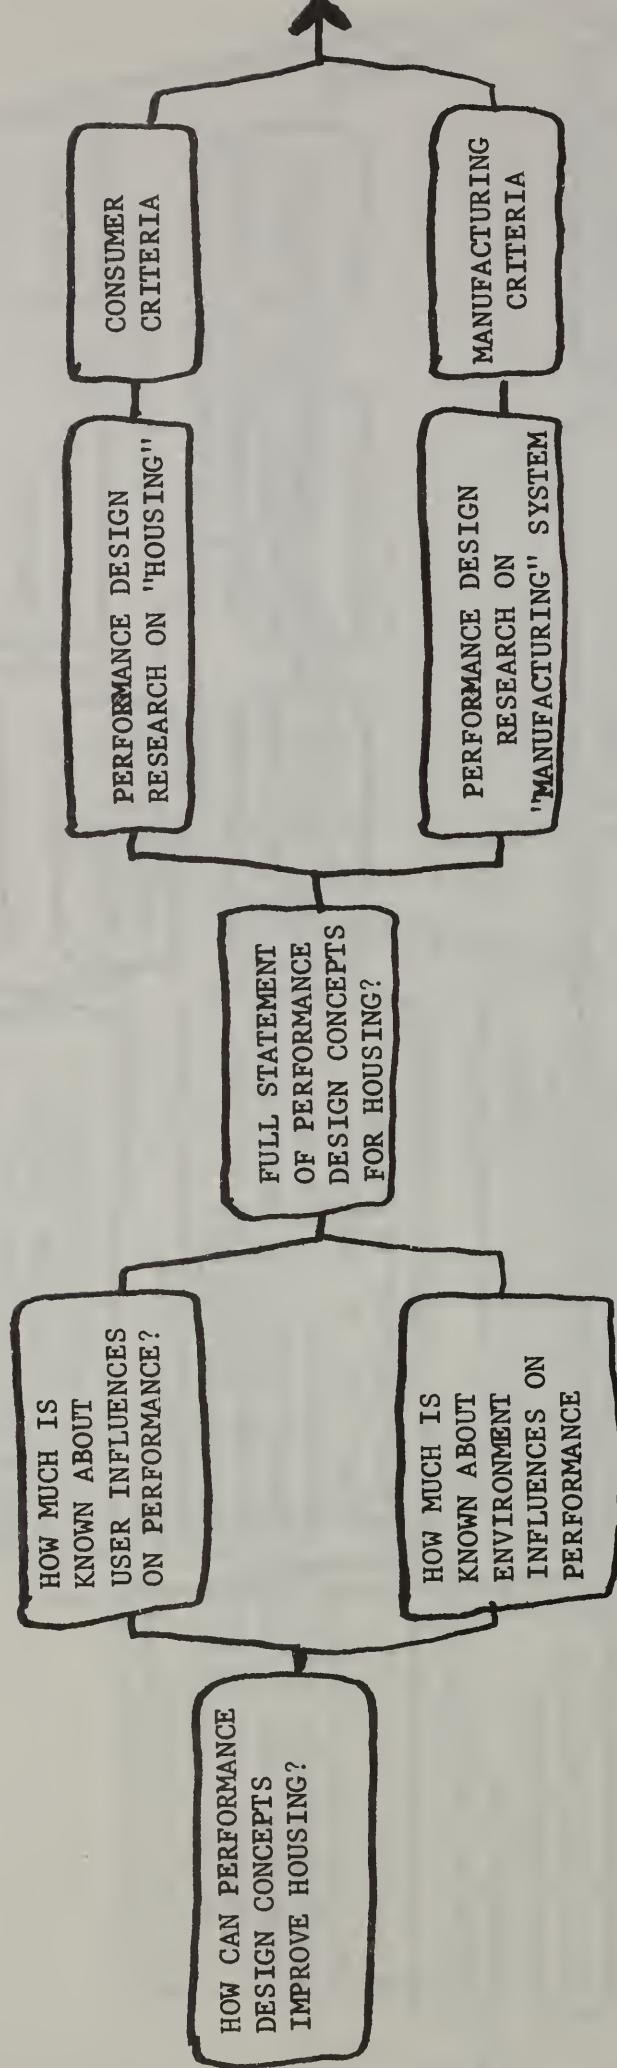 HOW CAN PERFORMANCE
DESIGN CONCEPTS
IMPROVE HOUSING?
HOW MUCH IS
KNOWN ABOUT
USER INFLUENCES
ON PERFORMANCE?
HOW MUCH IS
KNOWN ABOUT
ENVIRONMENT
INFLUENCES ON
PERFORMANCE
FULL STATEMENT
OF PERFORMANCE
DESIGN CONCEPTS
FOR HOUSING?
PERFORMANCE DESIGN
RESEARCH ON "HOUSING"
PERFORMANCE DESIGN
RESEARCH ON
"MANUFACTURING" SYSTEM
CONSUMER
CRITERIA
MANUFACTURING
CRITERIA